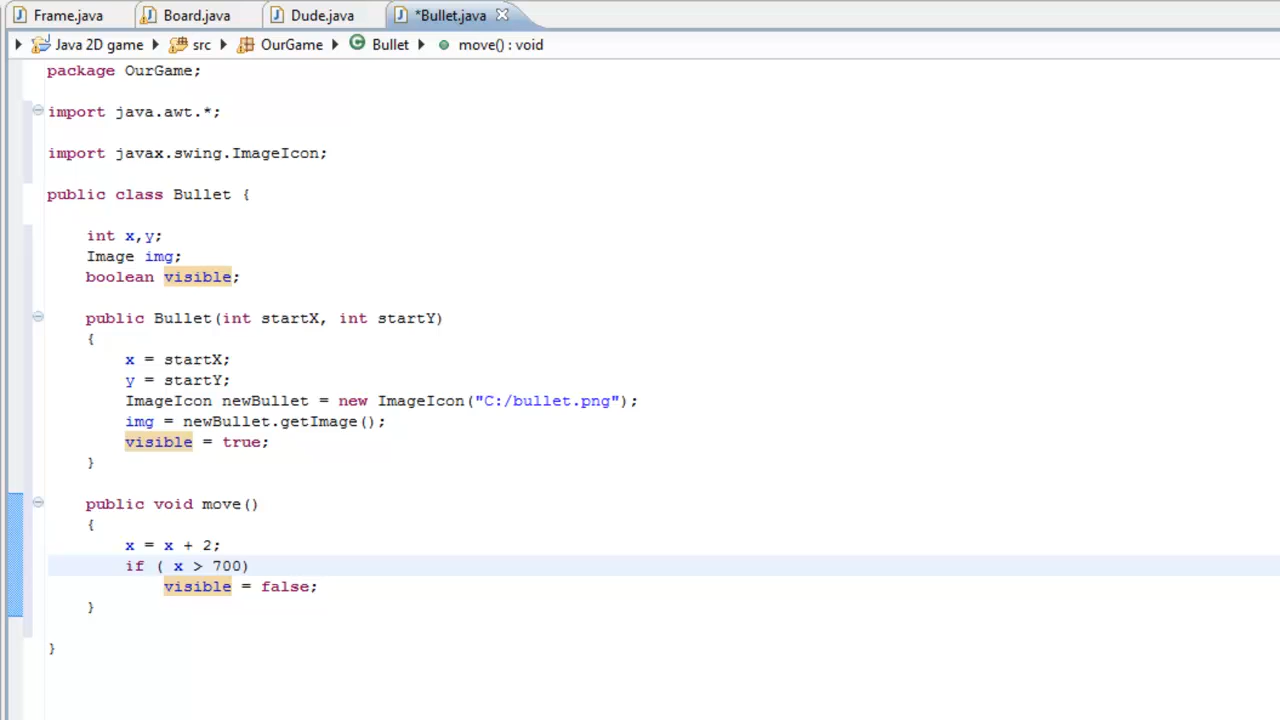 Frame.java Board.java Dude.java *Bullet.java
Java 2D game src OurGame Bullet move() : void
package OurGame;
import java.awt.*;
import javax.swing.ImageIcon;
public class Bullet {
int x,y;
Image img;
boolean visible;
public Bullet(int startX, int startY)
{
x = startX;
y = startY;
ImageIcon newBullet = new ImageIcon("C:/bullet.png");
img = newBullet.getImage();
visible = true;
}
public void move()
{
x = x + 2;
if ( x > 700)
visible = false;
}
}